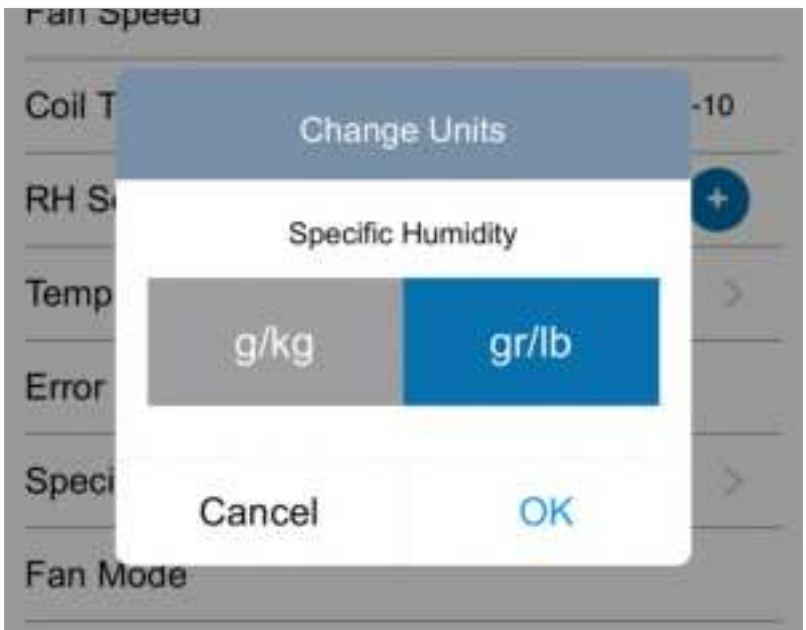 Fan Speed
Coil T
-10
Change Units
RH Se
+
Specific Humidity
Temp
g/kg
gr/lb
Error
Speci
Cancel
OK
Fan Mode